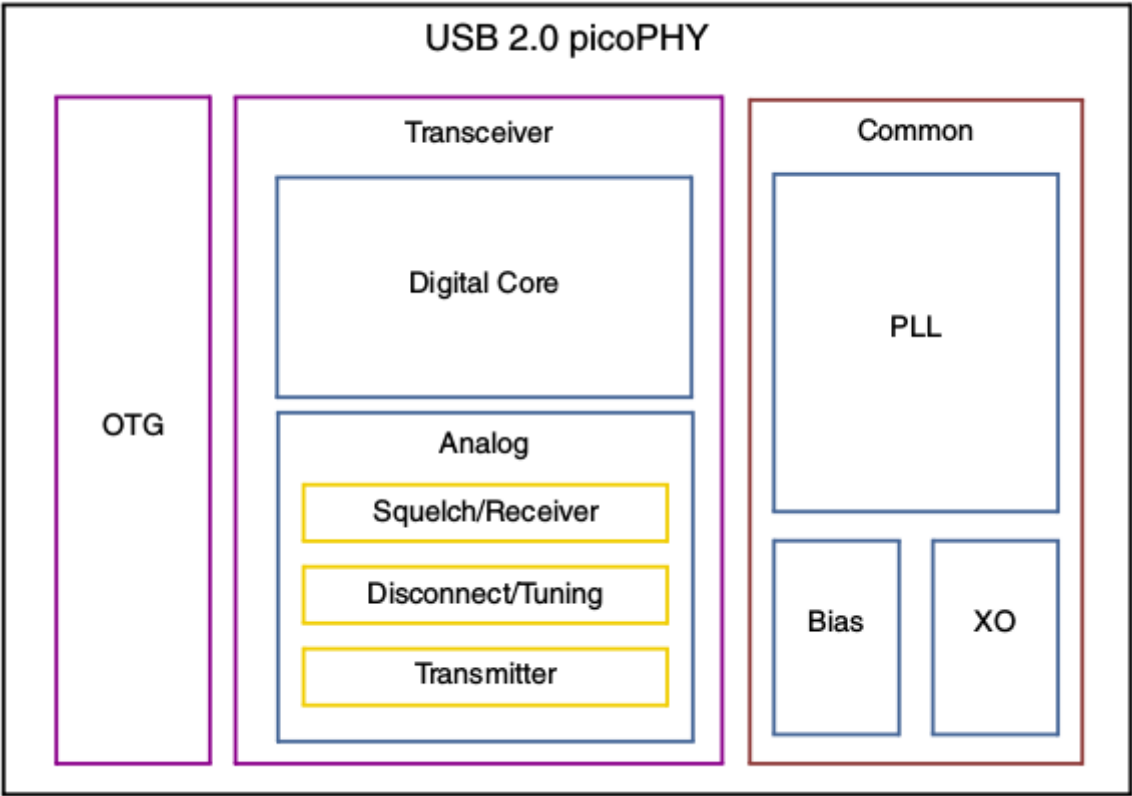 USB 2.0 picoPHY
OTG
Transceiver
Digital Core
Analog
Squelch/Receiver
Disconnect/Tuning
Transmitter
Common
PLL
Bias
XO